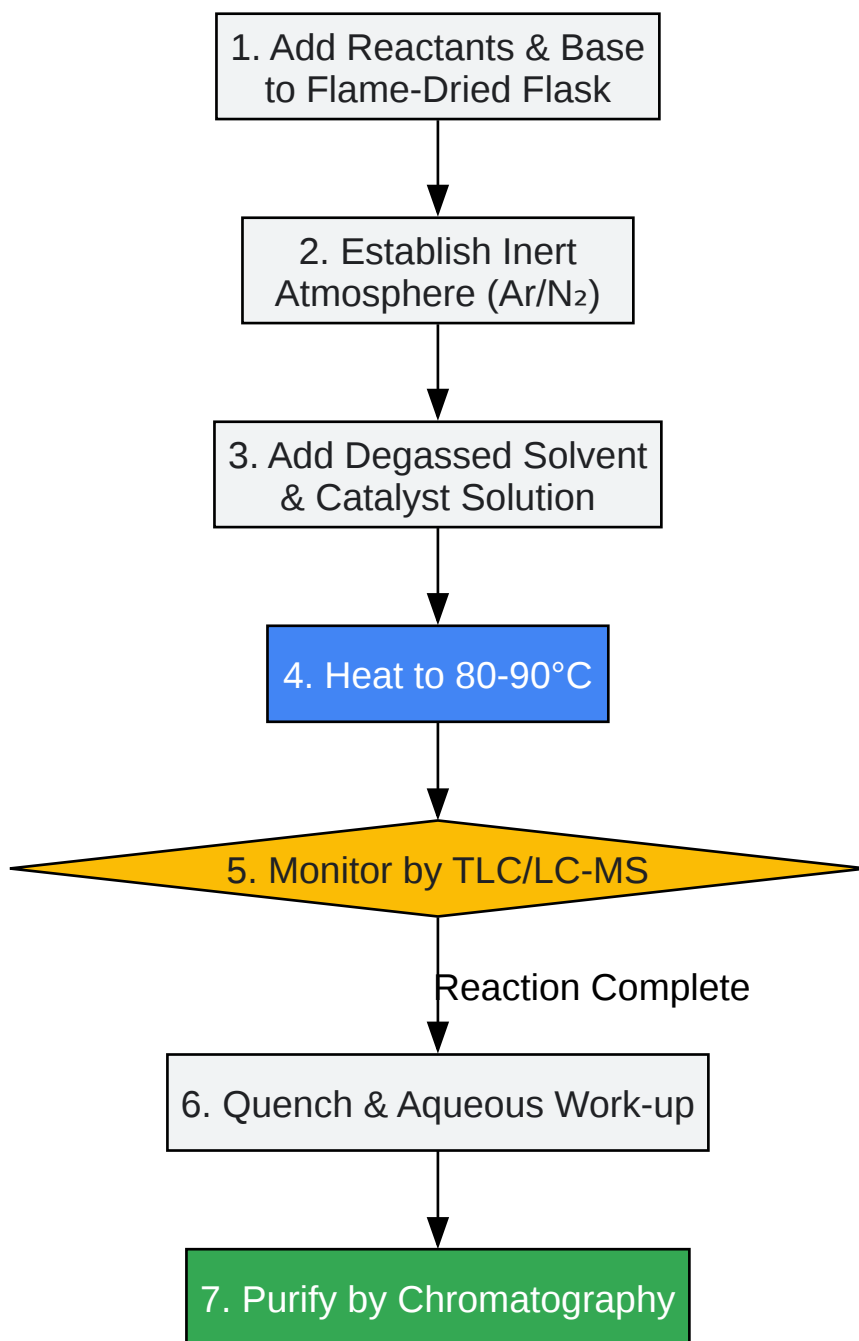 1. Add Reactants & Base
to Flame-Dried Flask
2. Establish Inert
Atmosphere (Ar/N₂)
3. Add Degassed Solvent
& Catalyst Solution
4. Heat to 80-90°C
5. Monitor by TLC/LC-MS
Reaction Complete
6. Quench & Aqueous Work-up
7. Purify by Chromatography